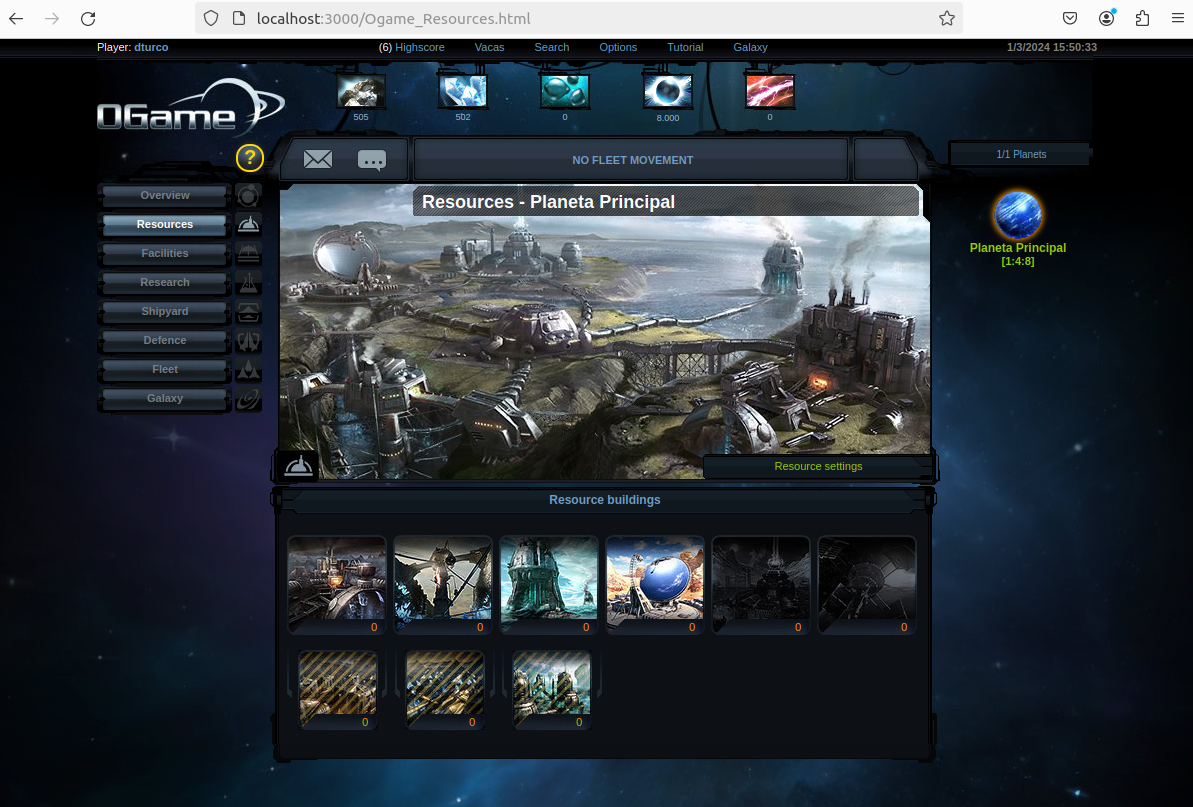 localhost:3000/Ogame_Resources.html
Player: dturco
(6) Highscore Vacas Search Options Tutorial Galaxy
1/3/2024 15:50:33
OGame
505 502 0 8.000 0
?
NO FLEET MOVEMENT
1/1 Planets
Overview
Resources
Facilities
Research
Shipyard
Defence
Fleet
Galaxy
Resources - Planeta Principal
Planeta Principal
[1:4:8]
Resource settings
Resource buildings
0 0 0 0 0 0
0 0 0